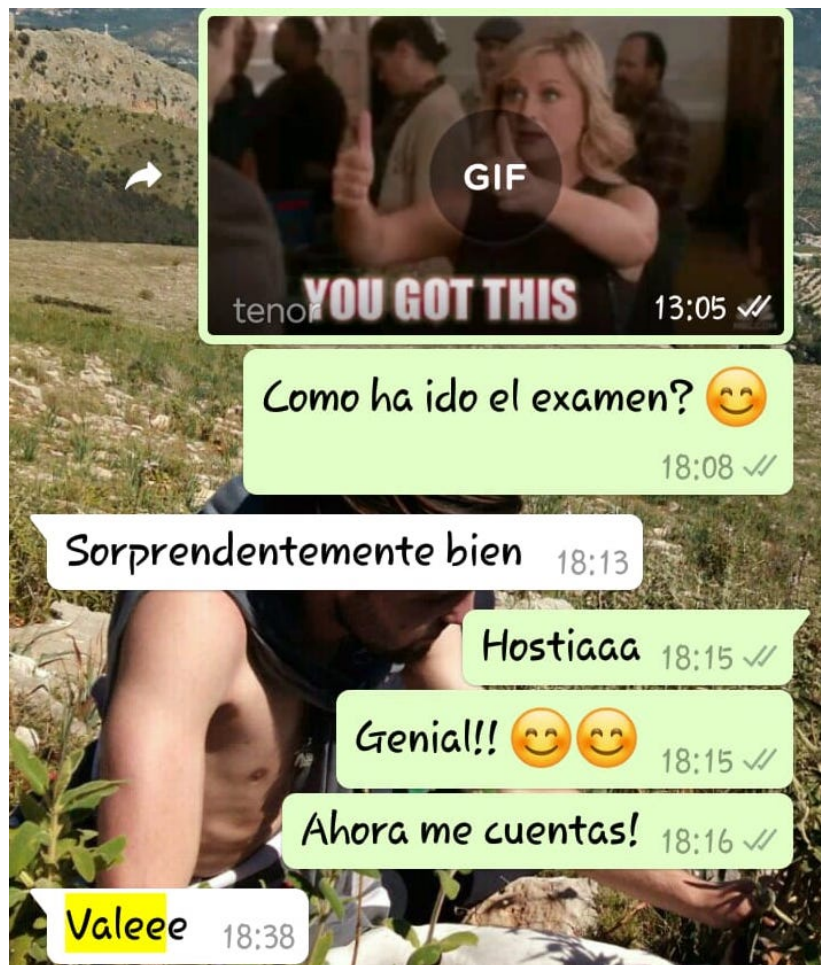 GIF
tenor YOU GOT THIS 13:05
Como ha ido el examen? 😊
18:08
Sorprendentemente bien 18:13
Hostiaaa 18:15
Genial!! 😊😊 18:15
Ahora me cuentas! 18:16
Valeee 18:38